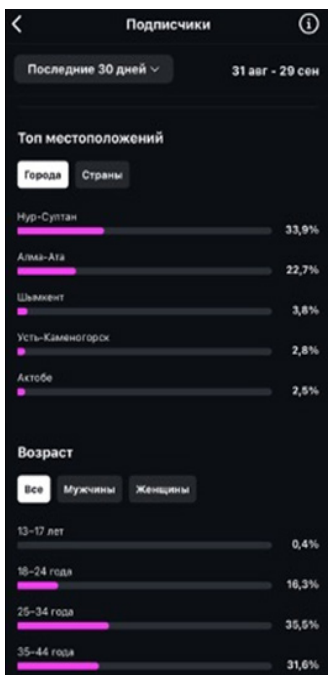 Подписчики
Последние 30 дней
31 авг - 29 сен
Топ местоположений
Города Страны
Нур-Султан
33,9%
Алма-Ата
22,7%
Шымкент
3,8%
Усть-Каменогорск
2,8%
Актобе
2,5%
Возраст
Все Мужчины Женщины
13-17 лет
0,4%
18-24 года
16,3%
25-34 года
35,5%
35-44 года
31,6%